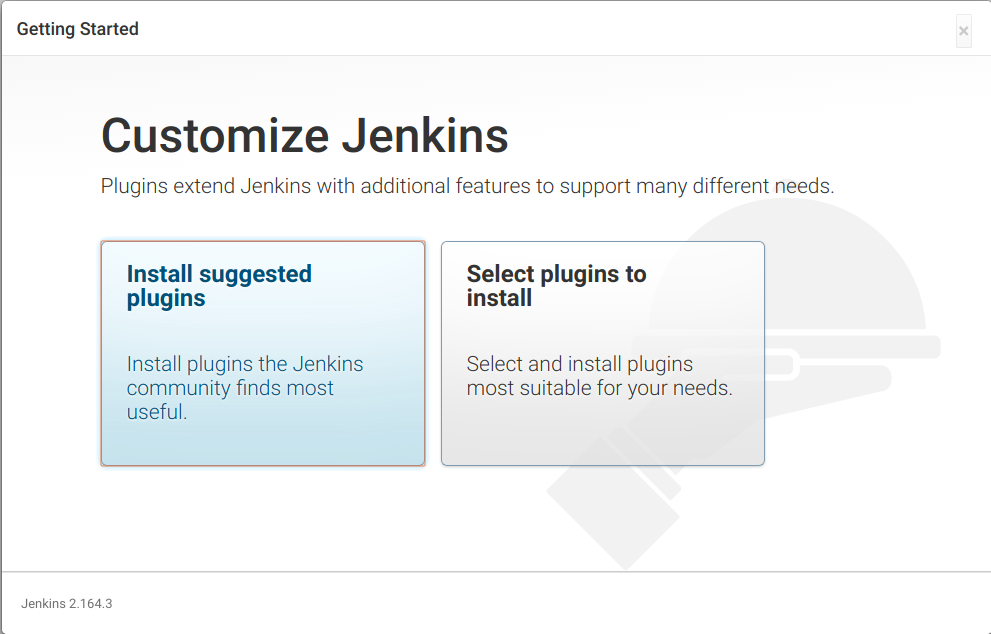 Getting Started
×
Customize Jenkins
Plugins extend Jenkins with additional features to support many different needs.
Install suggested
plugins
Install plugins the Jenkins
community finds most
useful.
Select plugins to
install
Select and install plugins
most suitable for your needs.
Jenkins 2.164.3